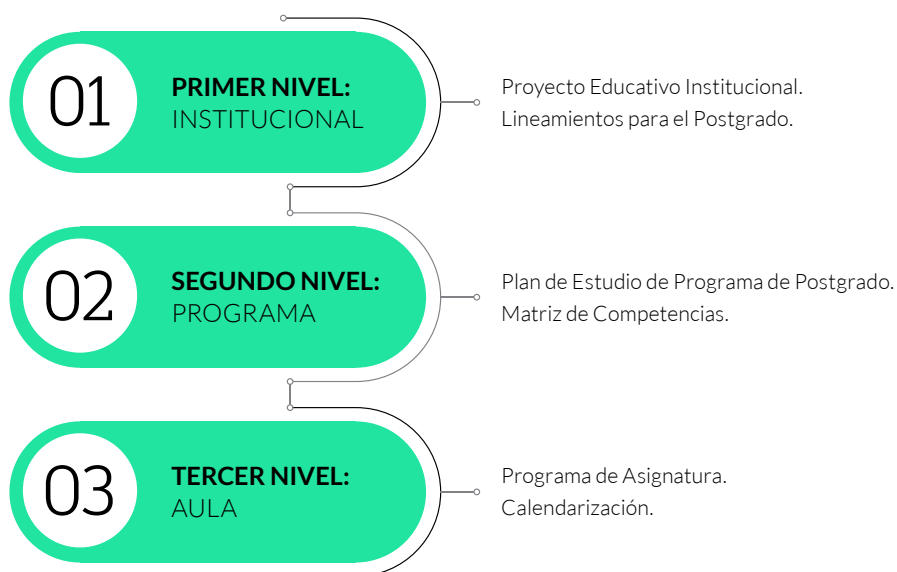 01
PRIMER NIVEL:
INSTITUCIONAL
Proyecto Educativo Institucional.
Lineamientos para el Postgrado.
02
SEGUNDO NIVEL:
PROGRAMA
Plan de Estudio de Programa de Postgrado.
Matriz de Competencias.
03
TERCER NIVEL:
AULA
Programa de Asignatura.
Calendarización.